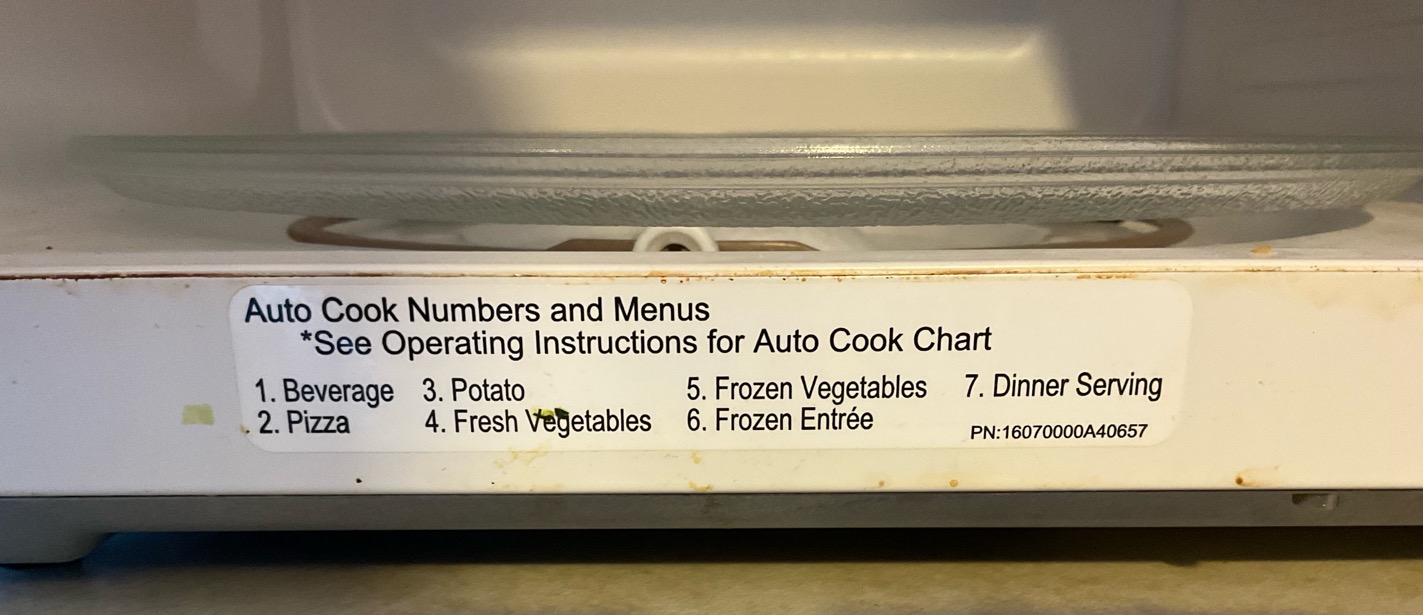 Auto Cook Numbers and Menus
*See Operating Instructions for Auto Cook Chart
1. Beverage 3. Potato 5. Frozen Vegetables 7. Dinner Serving
2. Pizza 4. Fresh Vegetables 6. Frozen Entrée
PN:16070000A40657